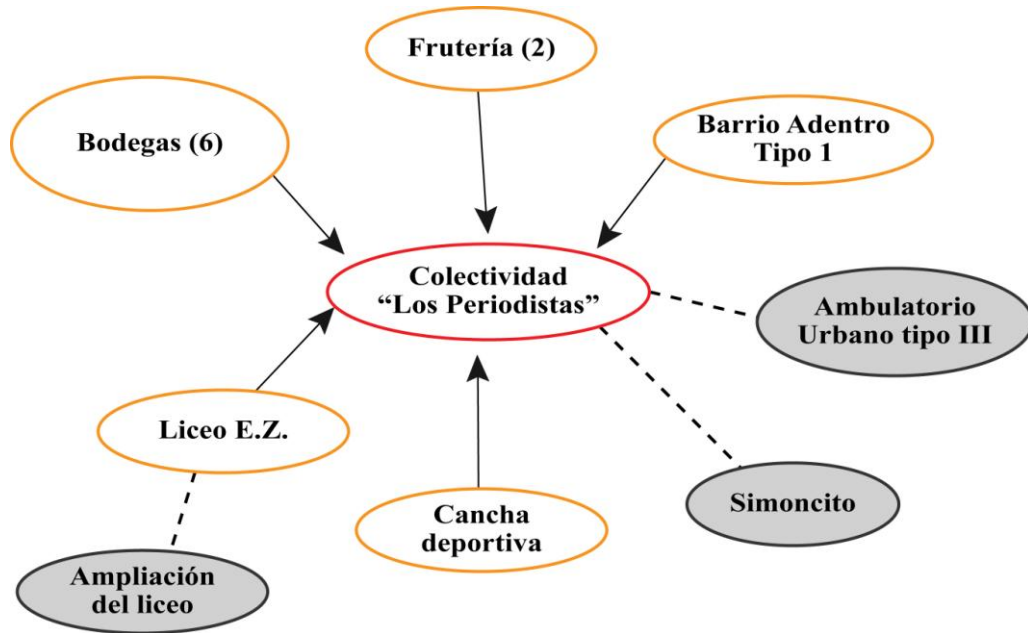 Frutería (2)
Bodegas (6)
Barrio Adentro
Tipo 1
Colectividad
“Los Periodistas”
Ambulatorio
Urbano tipo III
Liceo E.Z.
Simoncito
Cancha
deportiva
Ampliación
del liceo